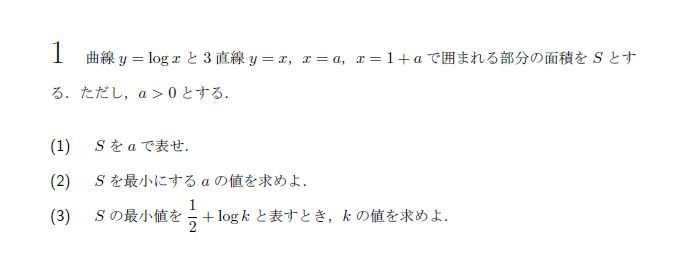 1 曲線 y = log x と 3 直線 y = x, x = a, x = 1 + a で囲まれる部分の面積を S とす
る. ただし, a > 0 とする.
(1) S を a で表せ.
(2) S を最小にする a の値を求めよ.
(3) S の最小値を \frac{1}{2} + log k と表すとき, k の値を求めよ.